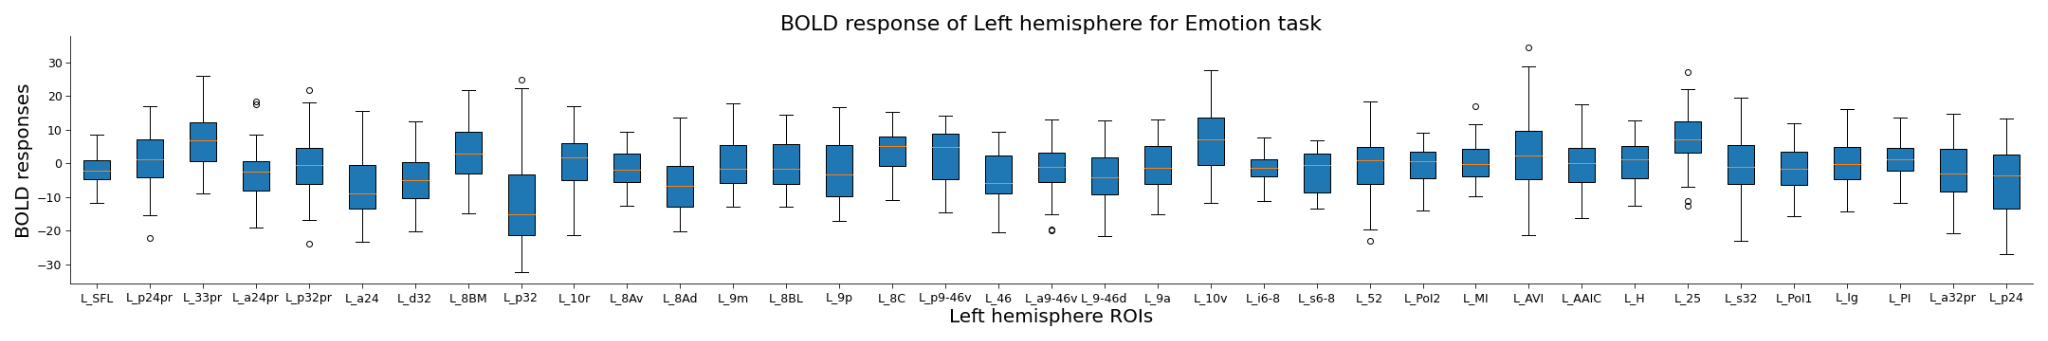 BOLD response of Left hemisphere for Emotion task
BOLD responses
30
20
10
0
−10
−20
−30
L_SFL L_p24pr L_33pr L_a24pr L_p32pr L_a24 L_d32 L_8BM L_p32 L_10r L_8Av L_8Ad L_9m L_8BL L_9p L_8C L_p9-46v L_46 L_a9-46v L_9-46d L_9a L_10v L_i6-8 L_s6-8 L_52 L_PoI2 L_MI L_AVI L_AAIC L_H L_25 L_s32 L_PoI1 L_Ig L_PI L_a32pr L_p24
Left hemisphere ROIs